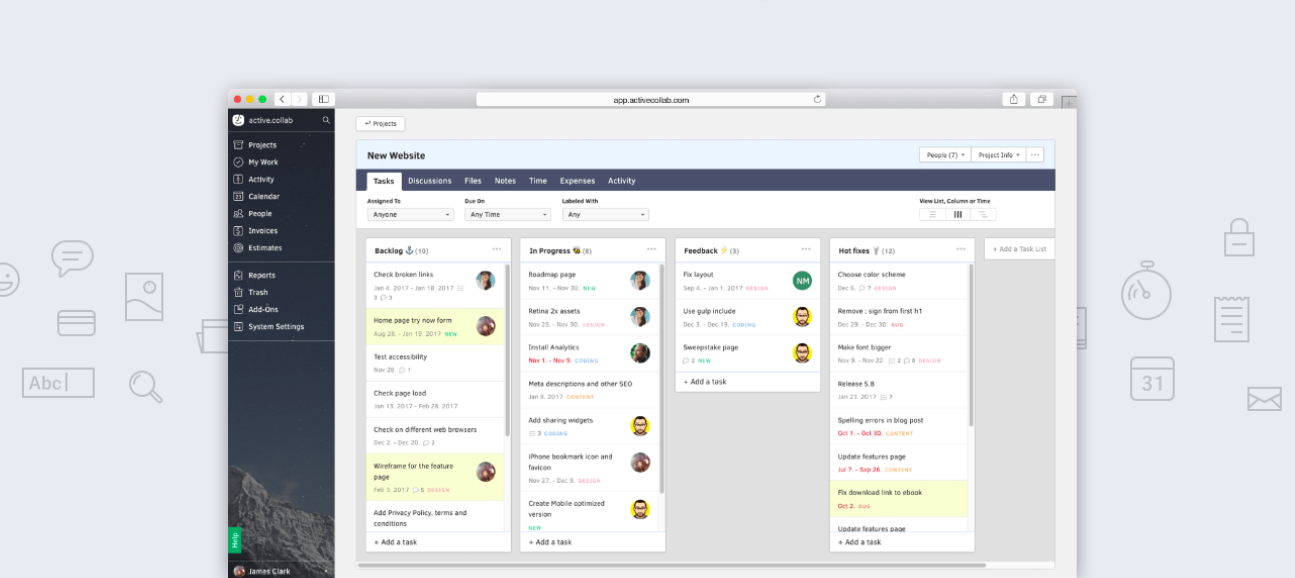 app.activecollab.com
active.collab
Projects
My Work
Activity
Calendar
People
Invoices
Estimates
Reports
Trash
Add-Ons
System Settings
Help
James Clark
Projects
New Website
People (7)
Project Info
Tasks Discussions Files Notes Time Expenses Activity
Assigned To Due On Labeled With View List, Column or Time
Anyone Any Time Any
Backlog (10)
Check broken links
Jan 4. 2017 - Jan 18. 2017
3 3
Home page try now form
Aug 28. - Jan 19. 2017 NEW
Test accessibility
Nov 28. 1
Check page load
Jan 13. 2017 - Feb 28. 2017
Check on different web browsers
Dec 2. - Dec 20. 2
Wireframe for the feature
page
Feb 3. 2017 5 DESIGN
Add Privacy Policy, terms and
conditions
+ Add a task
In Progress (8)
Roadmap page
Nov 11. - Nov 30. NEW
Retina 2x assets
Nov 23. - Nov 30. DESIGN
Install Analytics
Nov 1. - Nov 9. CODING
Meta descriptions and other SEO
Jan 9. 2017 CONTENT
Add sharing widgets
3 CODING
iPhone bookmark icon and
favicon
Nov 27. - Dec 9. DESIGN
Create Mobile optimized
version
NEW
+ Add a task
Feedback (3)
Fix layout
Sep 4. - Jan 1. 2017 DESIGN
NM
Use gulp include
Dec 3. - Dec 19. CODING
Sweepstake page
2 NEW
+ Add a task
Hot fixes (12)
Choose color scheme
Dec 6. 7 DESIGN
Remove ; sign from first h1
Dec 29. - Dec 30. BUG
Make font bigger
Nov 9. - Nov 22. 2 8 DESIGN
Release 5.8
Jan 23. 2017 7
Spelling errors in blog post
Oct 1. - Oct 30. CONTENT
Update features page
Jul 7. - Sep 26. CONTENT
Fix download link to ebook
Oct 2. BUG
Update features page
+ Add a task
+ Add a Task List
Abc
31